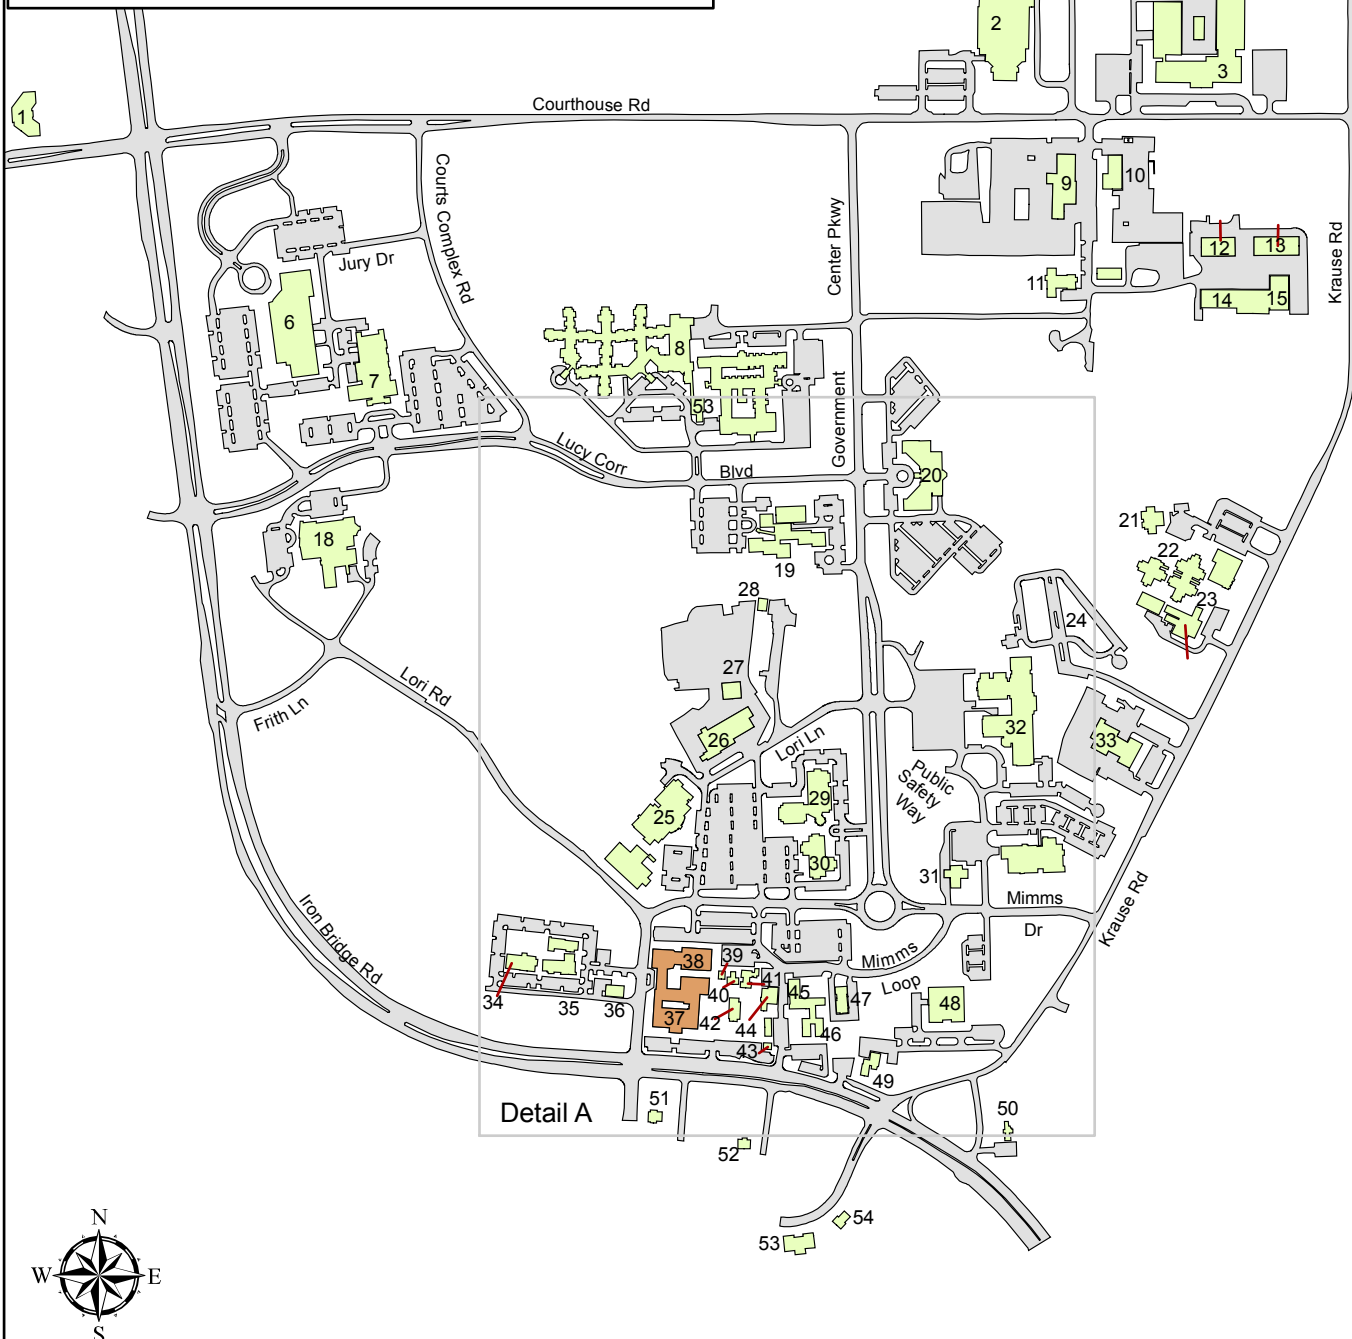 2
3
1
Courthouse Rd
Courts Complex Rd
Center Pkwy
9
10
12
13
Krause Rd
Jury Dr
11
14
15
6
7
8
53
Government
Lucy Corr
Blvd
20
18
19
21
22
23
24
28
27
Lori Rd
Frith Ln
26
Lori Ln
32
33
Public
Safety
Way
25
29
30
31
Mimms
Dr
Krause Rd
Iron Bridge Rd
38
39
Mimms
Loop
34
35
36
37
40
41
42
44
43
45
46
47
48
49
Detail A
51
50
52
54
53
N
W
E
S